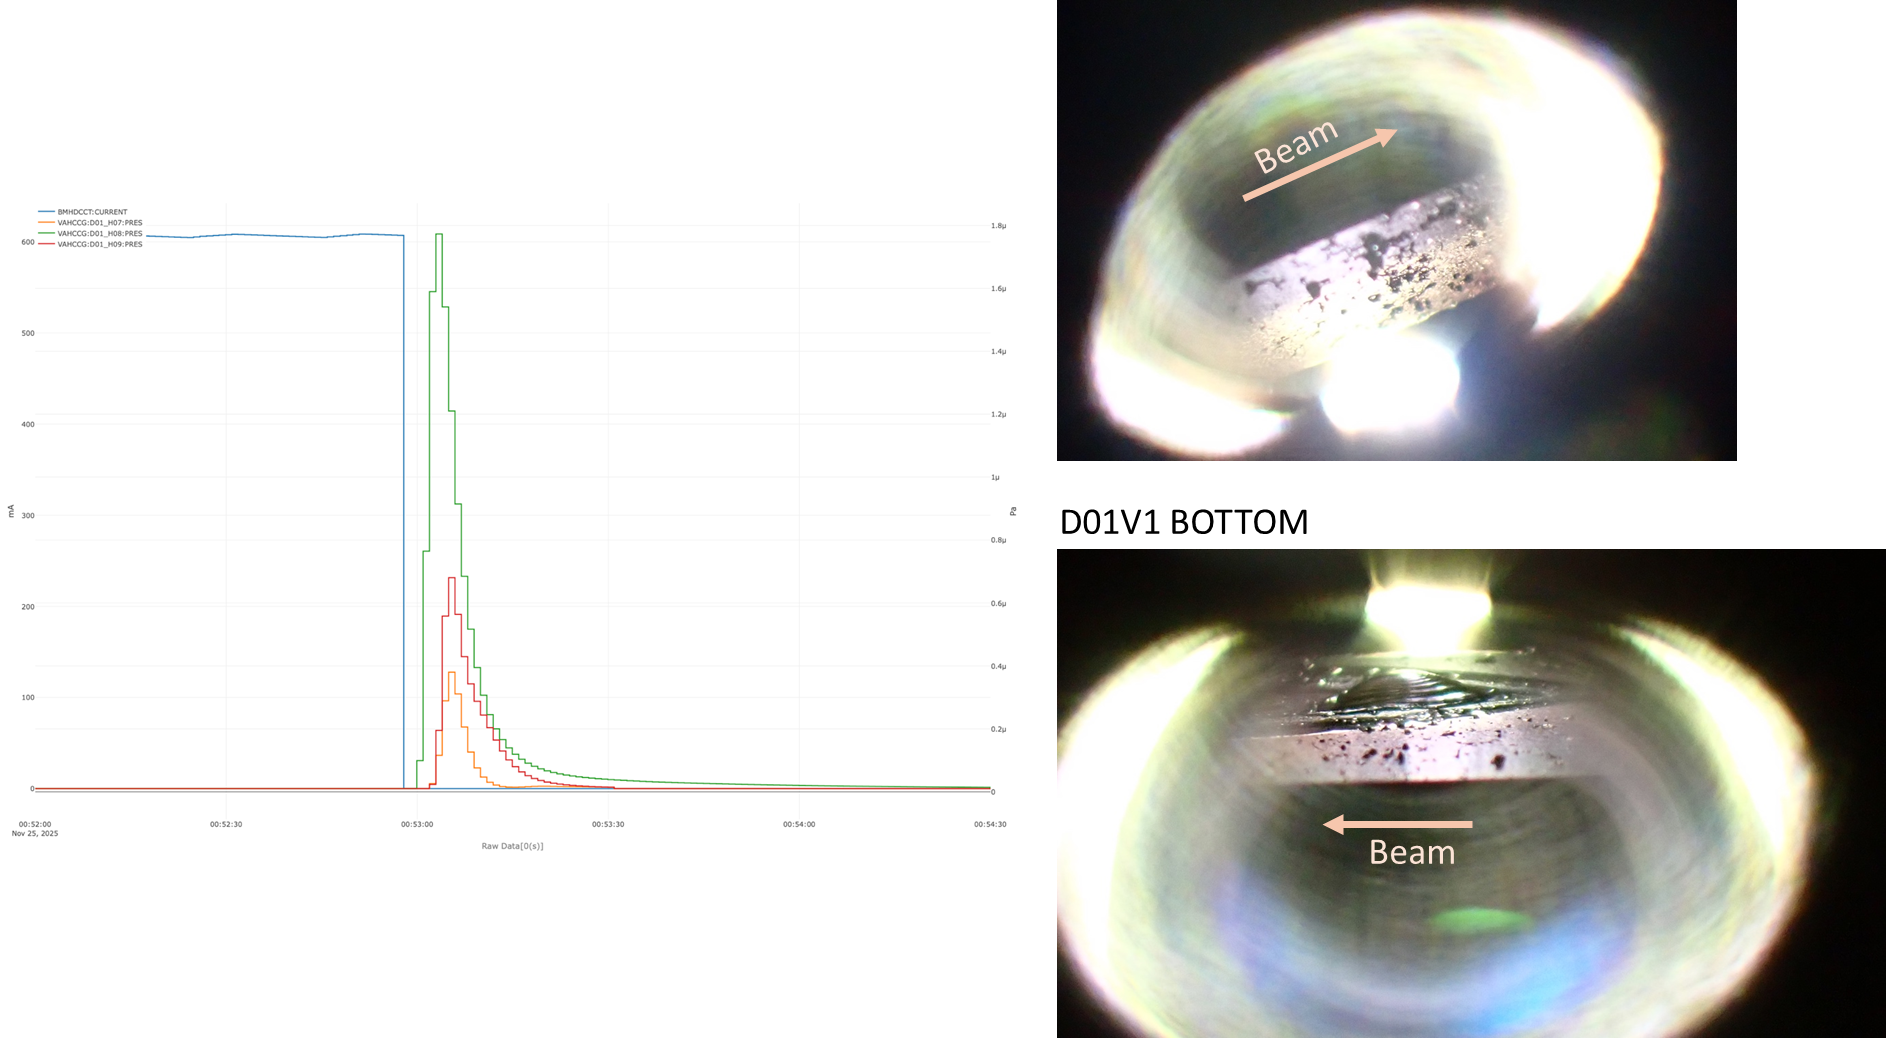 BMHDCCT:CURRENT
VAHCCG:D01_H07:PRES
VAHCCG:D01_H08:PRES
VAHCCG:D01_H09:PRES
600
500
400
300
200
100
0
mA
1.8µ
1.6µ
1.4µ
1.2µ
1µ
0.8µ
0.6µ
0.4µ
0.2µ
0
Pa
00:52:00
Nov 25, 2025
00:52:30
00:53:00
00:53:30
00:54:00
00:54:30
Raw Data[0(s)]
Beam
D01V1 BOTTOM
Beam